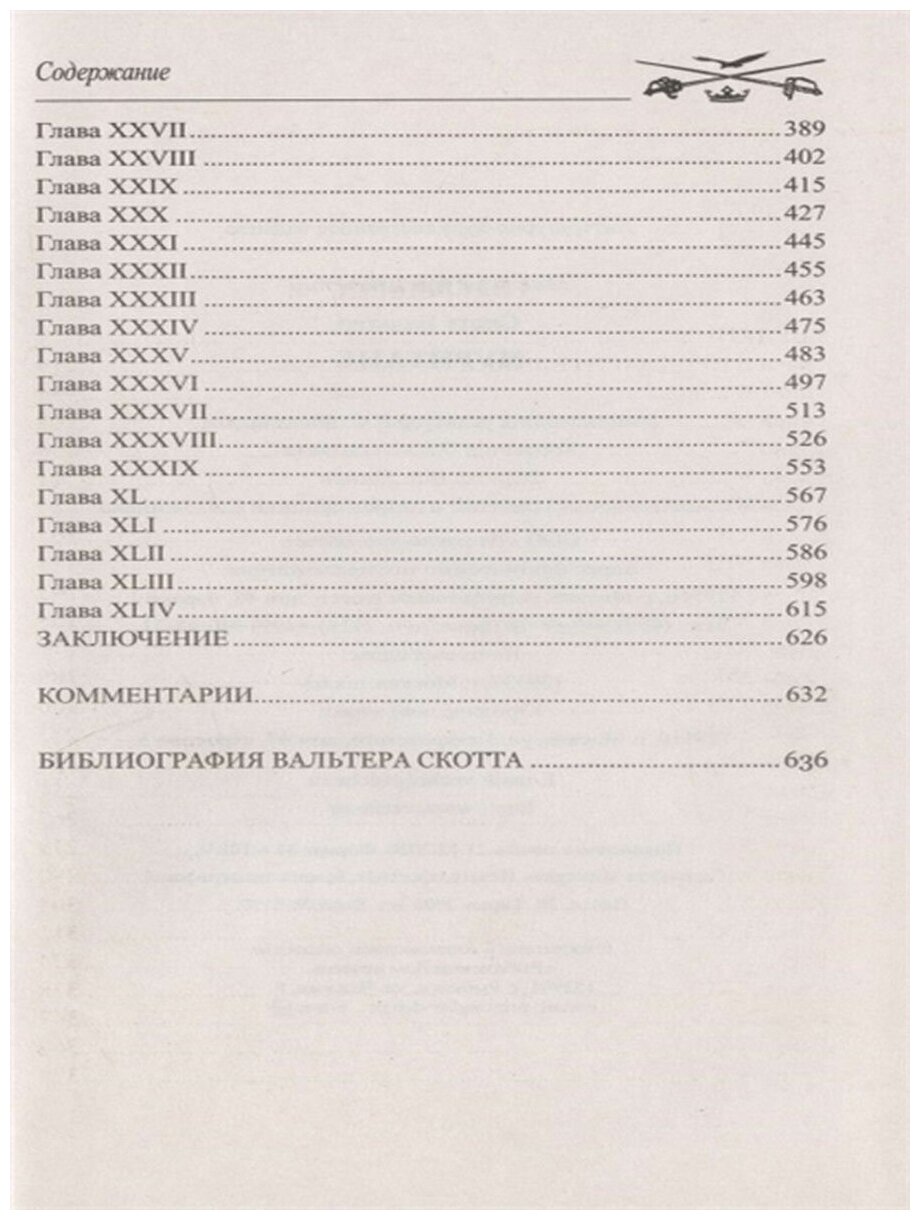 Содержание
Глава XXVII 389
Глава XXVIII 402
Глава XXIX 415
Глава XXX 427
Глава XXXI 445
Глава XXXII 455
Глава XXXIII 463
Глава XXXIV 475
Глава XXXV 483
Глава XXXVI 497
Глава XXXVII 513
Глава XXXVIII 526
Глава XXXIX 553
Глава XL 567
Глава XLI 576
Глава XLII 586
Глава XLIII 598
Глава XLIV 615
ЗАКЛЮЧЕНИЕ 626
КОММЕНТАРИИ 632
БИБЛИОГРАФИЯ ВАЛЬТЕРА СКОТТА 636